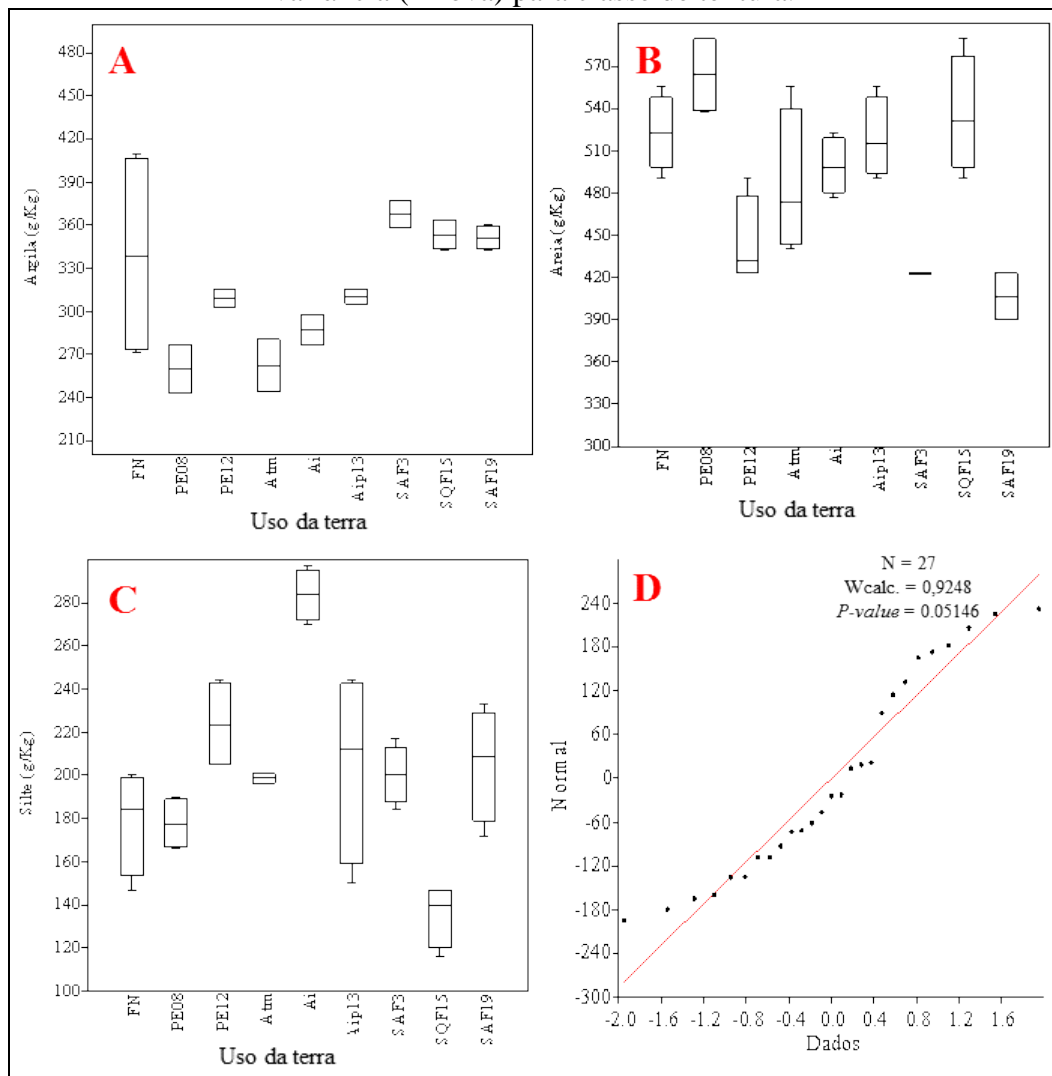 A
480
450
420
390
360
330
300
270
240
210
Argila (g/Kg)
FN
PE08
PE12
Atm
Ai
Aip13
SAF3
SQF15
SAF19
Uso da terra
B
570
540
510
480
450
420
390
360
330
300
Areia (g/Kg)
FN
PE08
PE12
Atm
Ai
Aip13
SAF3
SQF15
SAF19
Uso da terra
C
280
260
240
220
200
180
160
140
120
100
Silte (g/Kg)
FN
PE08
PE12
Atm
Ai
Aip13
SAF3
SQF15
SAF19
Uso da terra
D
N = 27
Wcalc. = 0,9248
P-value = 0.05146
240
180
120
60
0
-60
-120
-180
-240
-300
Normal
-2.0 -1.6 -1.2 -0.8 -0.4 0.0 0.4 0.8 1.2 1.6
Dados